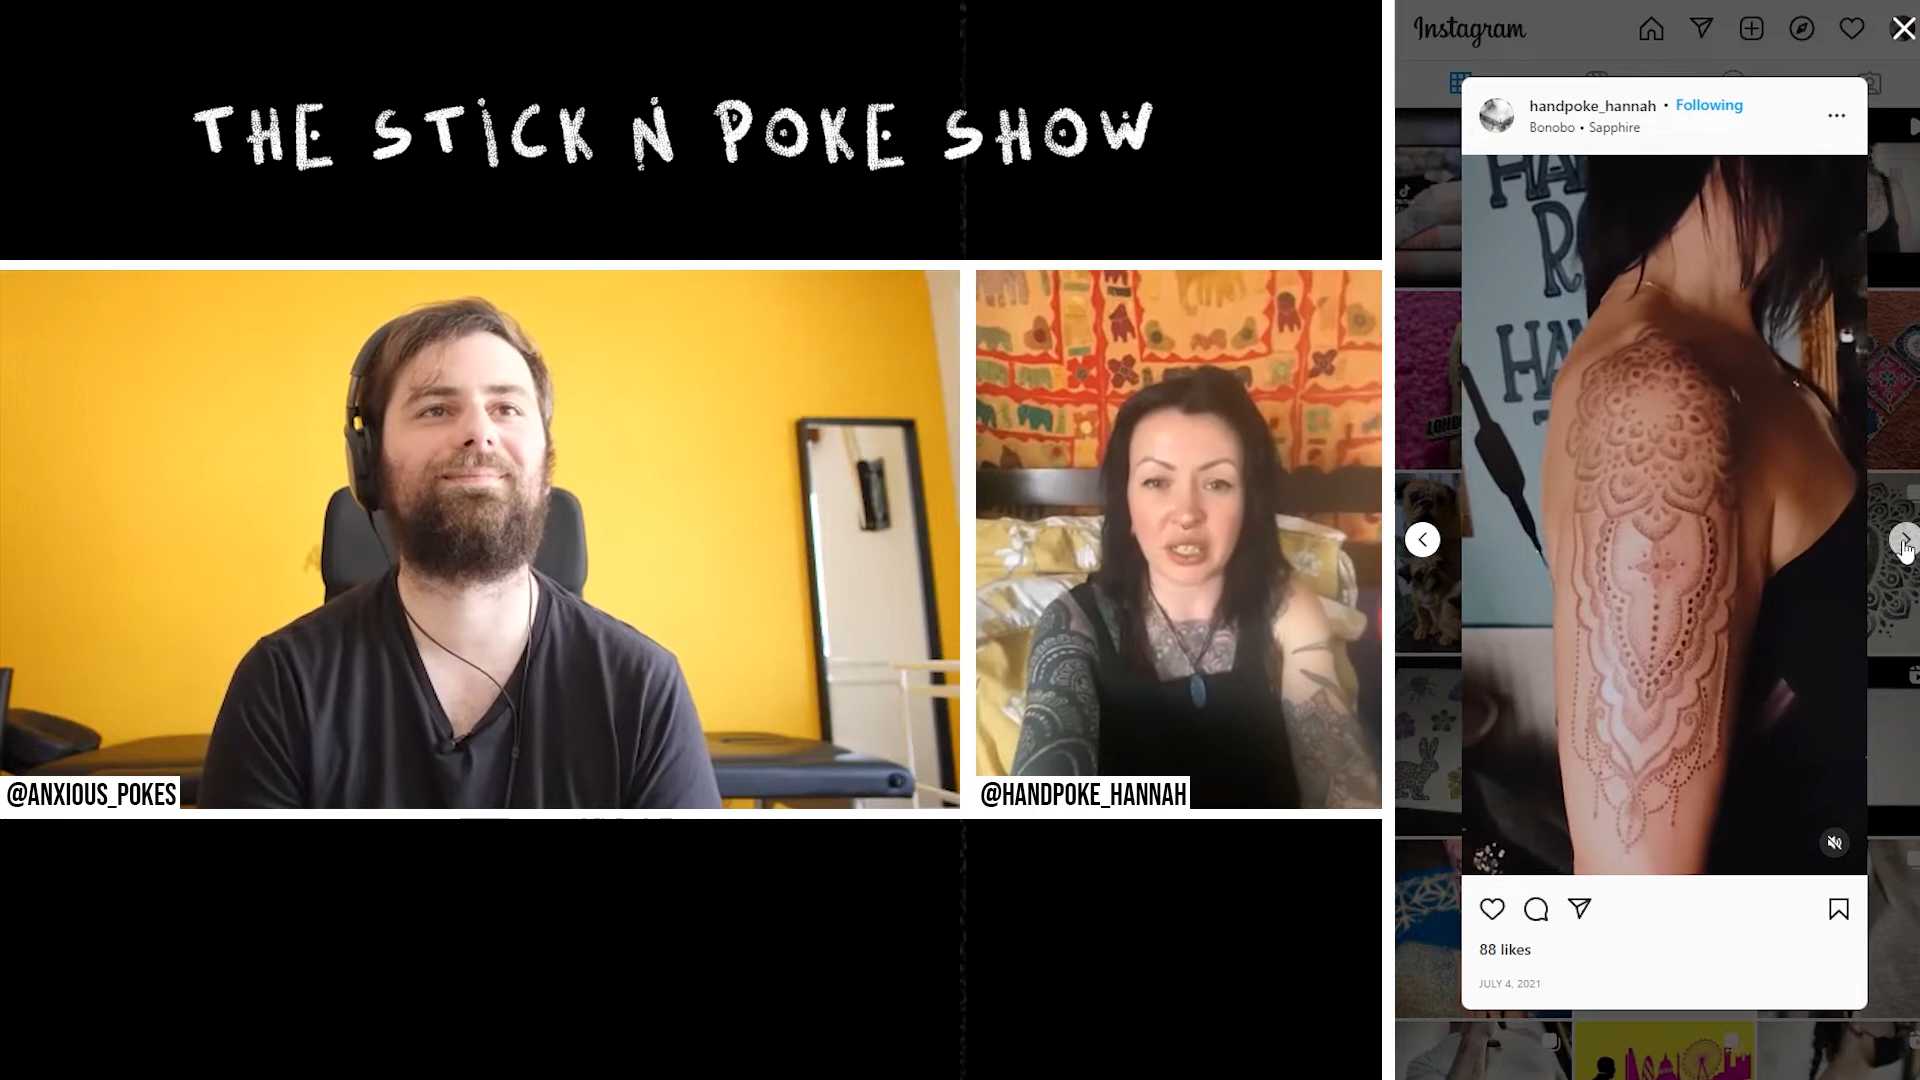 THE STICK N POKE SHOW
@ANXIOUS_POKES
@HANDPOKE_HANNAH
Instagram
handpoke_hannah • Following
Bonobo • Sapphire
88 likes
JULY 4, 2021